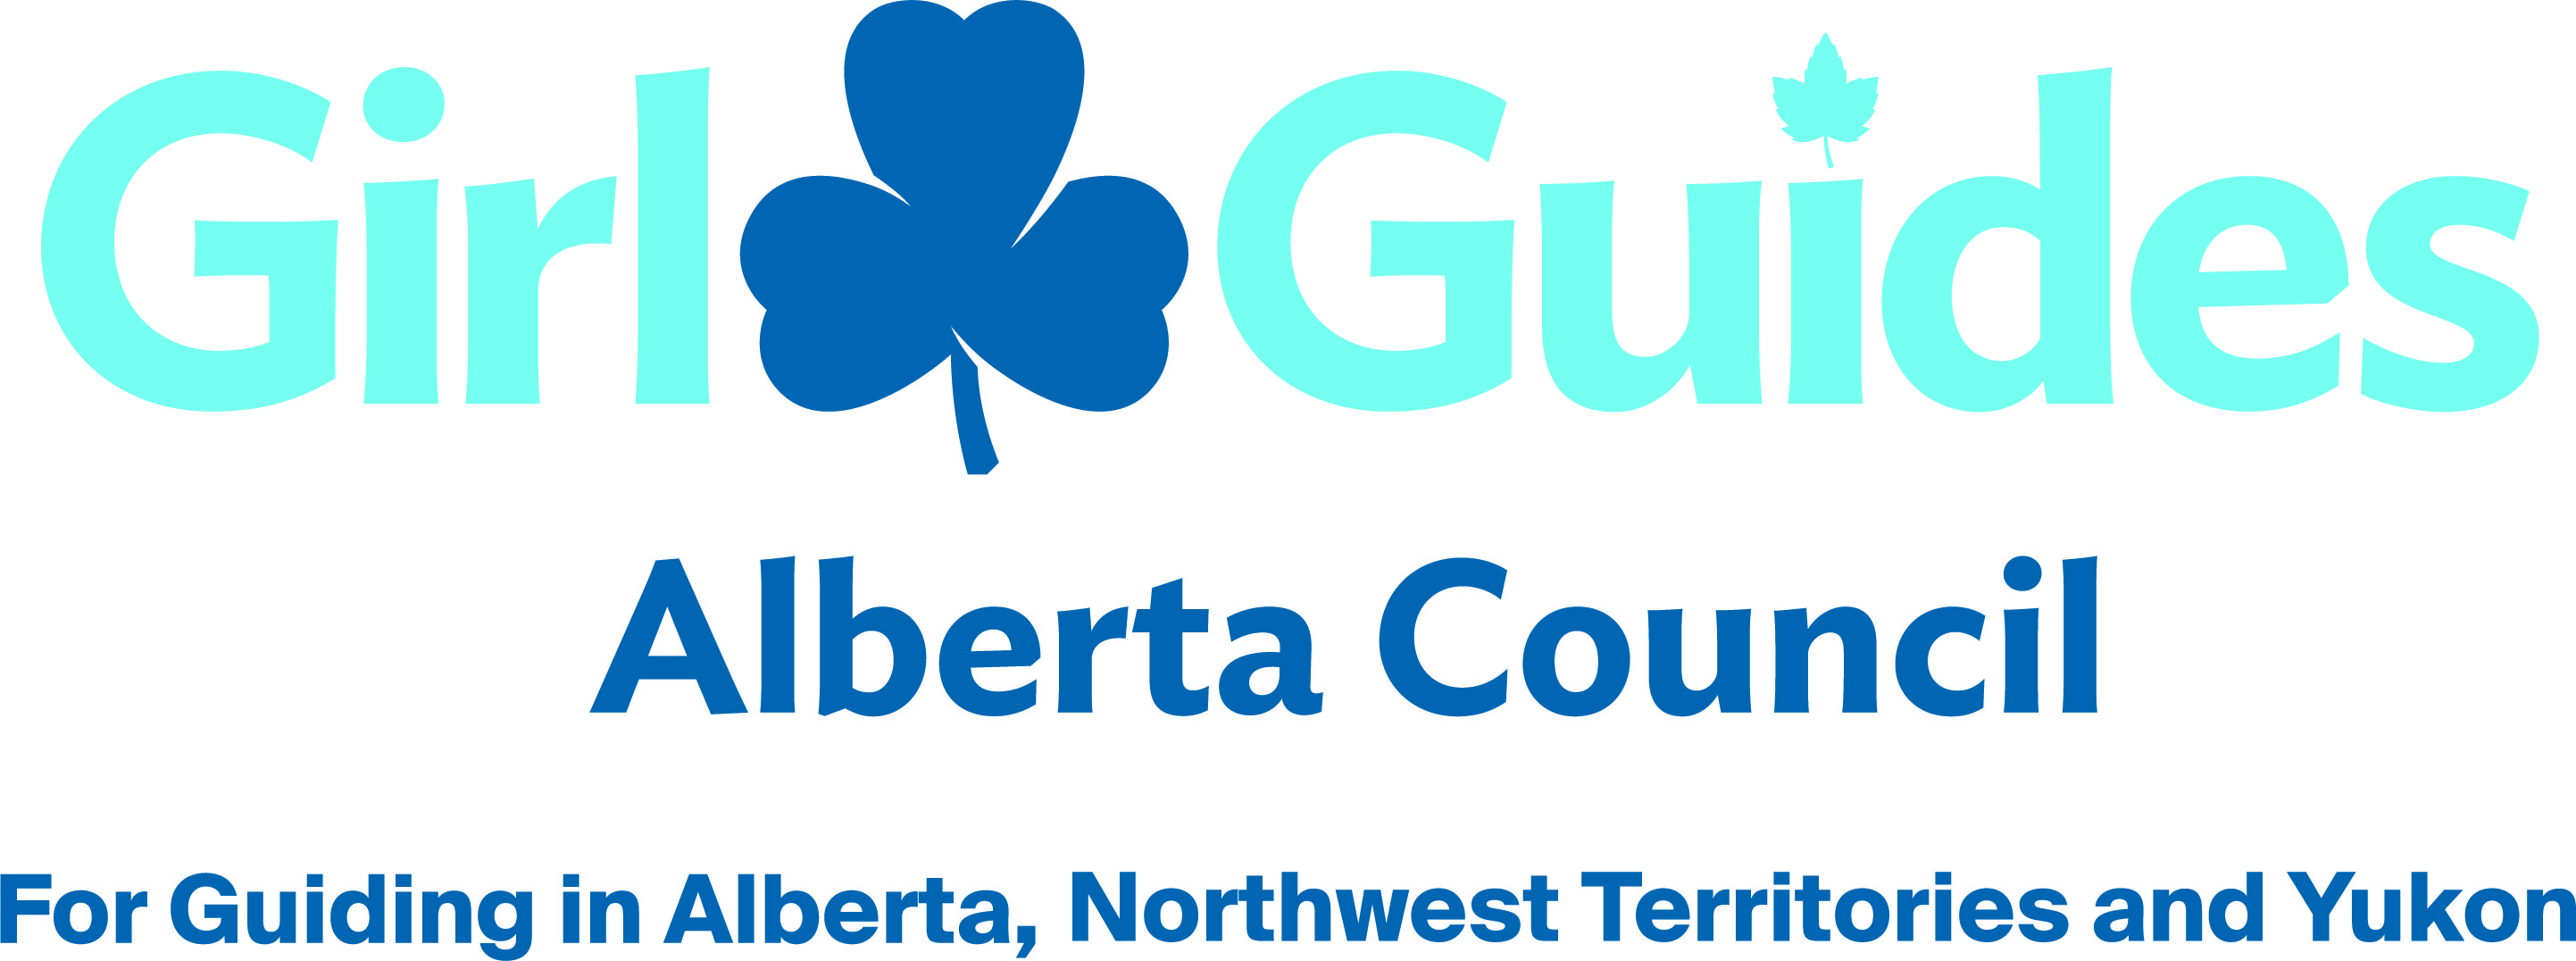 Girl Guides
Alberta Council
For Guiding in Alberta, Northwest Territories and Yukon